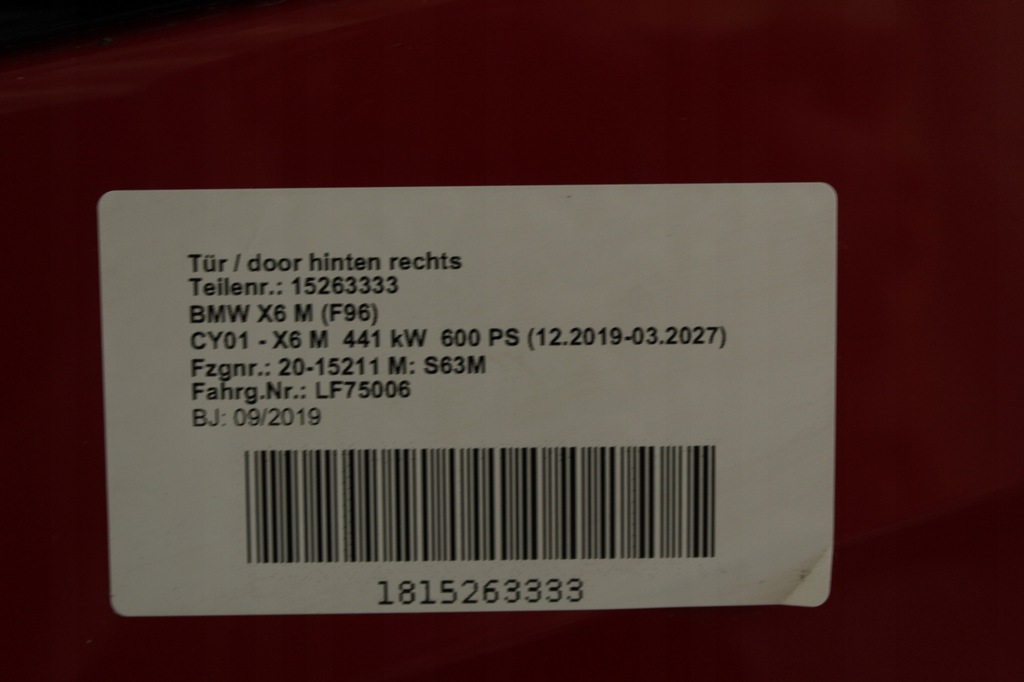 Tür / door hinten rechts
Teilenr.: 15263333
BMW X6 M (F96)
CY01 - X6 M 441 kW 600 PS (12.2019-03.2027)
Fzgnr.: 20-15211 M: S63M
Fahrg.Nr.: LF75006
BJ: 09/2019
1815263333